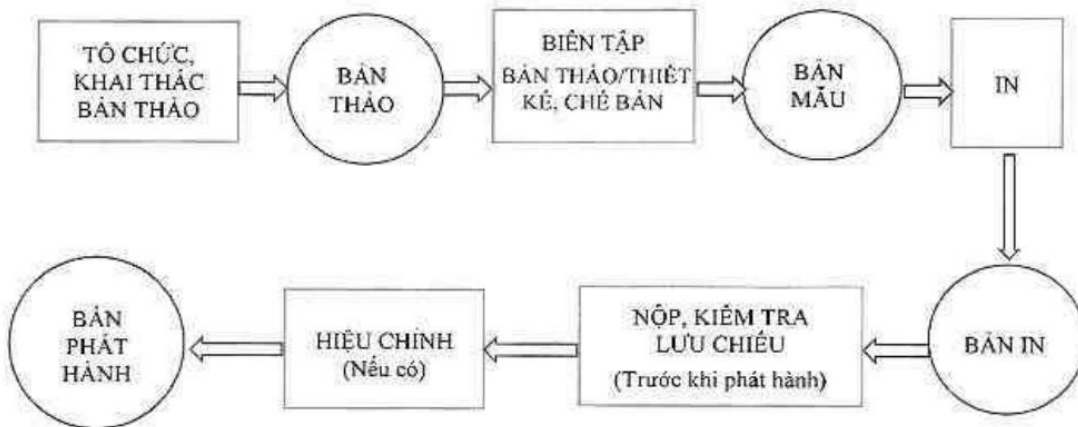 TỔ CHỨC,
KHAI THÁC
BẢN THẢO
BẢN
THẢO
BIÊN TẬP
BẢN THẢO/THIẾT
KẾ, CHẾ BẢN
BẢN
MẪU
IN
BẢN IN
NỘP, KIỂM TRA
LƯU CHIỂU
(Trước khi phát hành)
HIỆU CHỈNH
(Nếu có)
BẢN
PHÁT
HÀNH